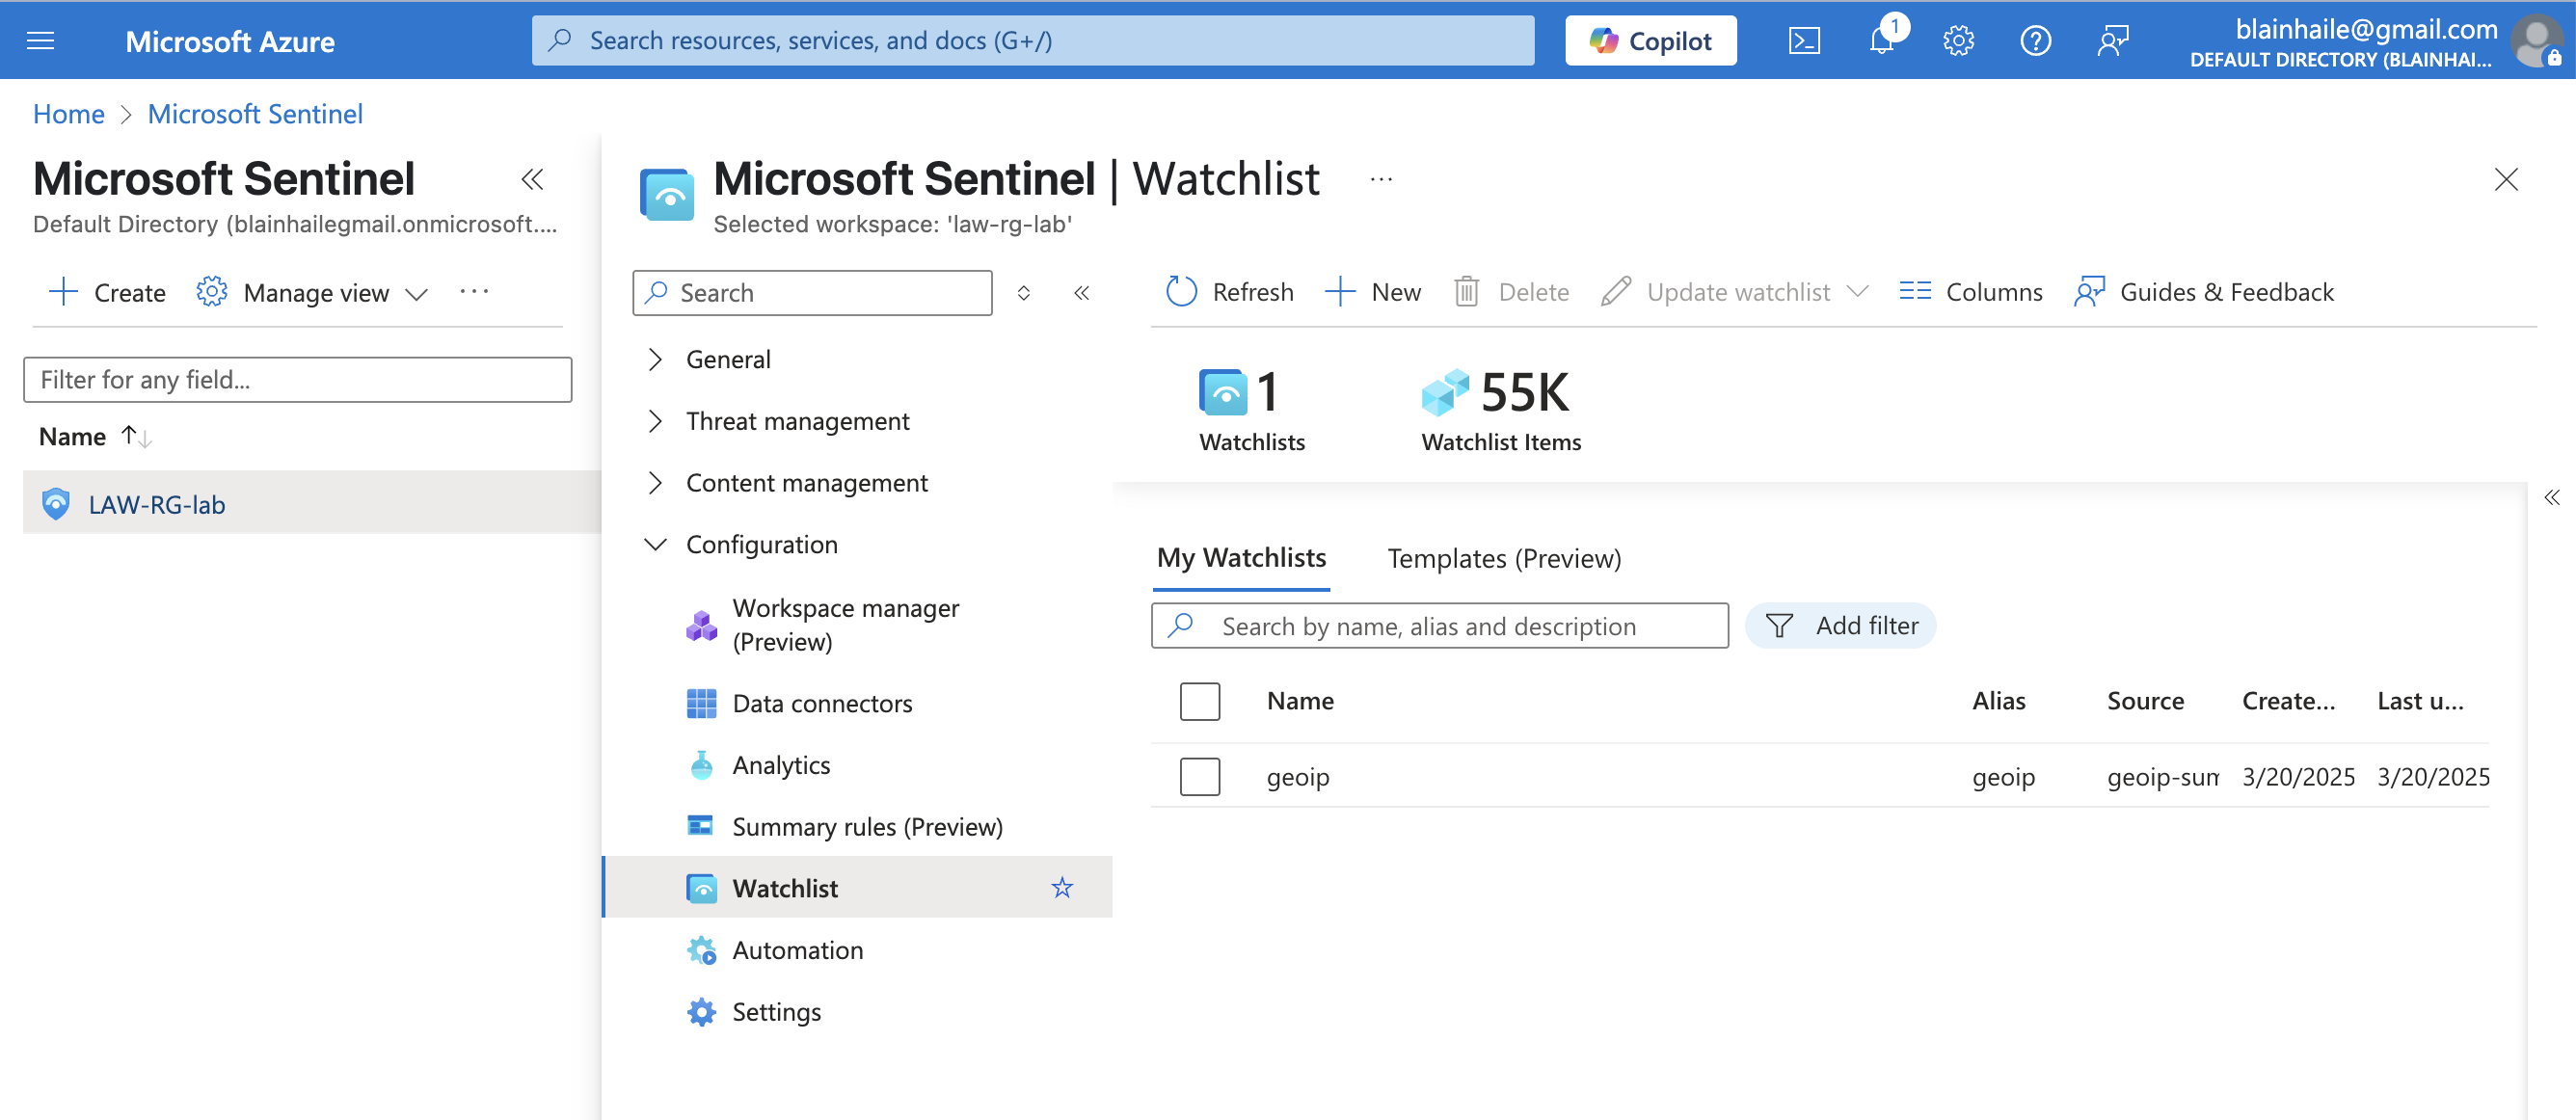 Microsoft Azure
Search resources, services, and docs (G+/)
Copilot
1
blainhaile@gmail.com
DEFAULT DIRECTORY (BLAINHAI...
Home > Microsoft Sentinel
Microsoft Sentinel
Default Directory (blainhailegmail.onmicrosoft....
Create
Manage view
...
Filter for any field...
Name
LAW-RG-lab
Microsoft Sentinel | Watchlist
...
Selected workspace: 'law-rg-lab'
Search
General
Threat management
Content management
Configuration
Workspace manager
(Preview)
Data connectors
Analytics
Summary rules (Preview)
Watchlist
Automation
Settings
Refresh
New
Delete
Update watchlist
Columns
Guides & Feedback
1
Watchlists
55K
Watchlist Items
My Watchlists
Templates (Preview)
Search by name, alias and description
Add filter
Name Alias Source Create... Last u...
geoip geoip geoip-sum 3/20/2025 3/20/2025